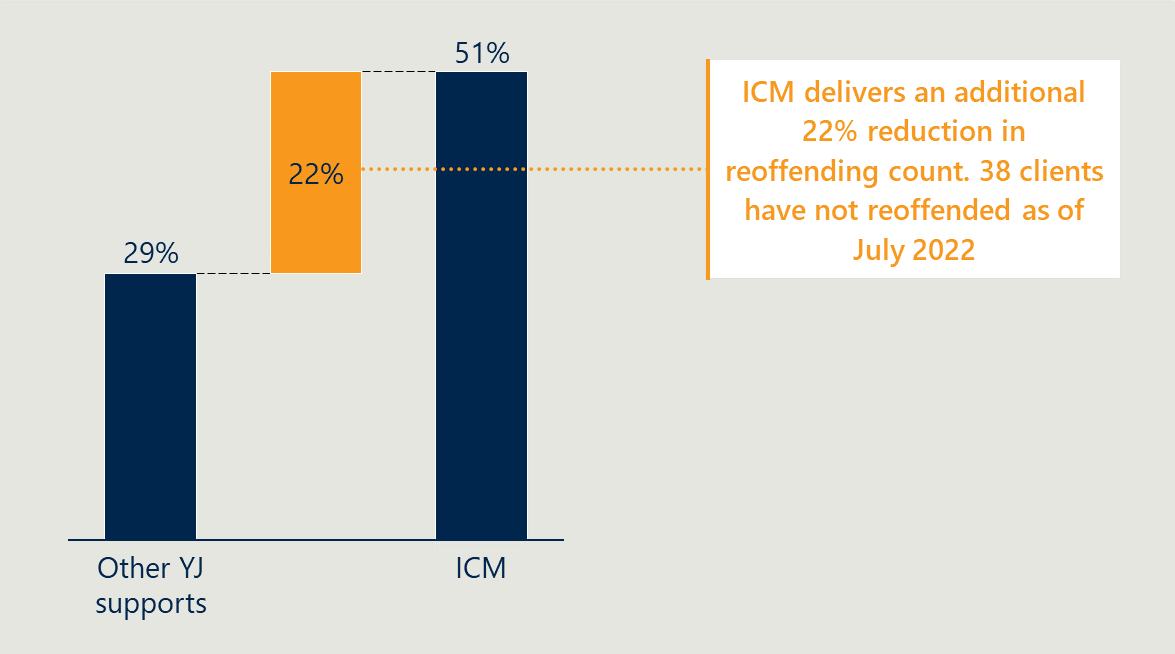 51%
22%
29%
Other YJ
supports
ICM
ICM delivers an additional
22% reduction in
reoffending count. 38 clients
have not reoffended as of
July 2022